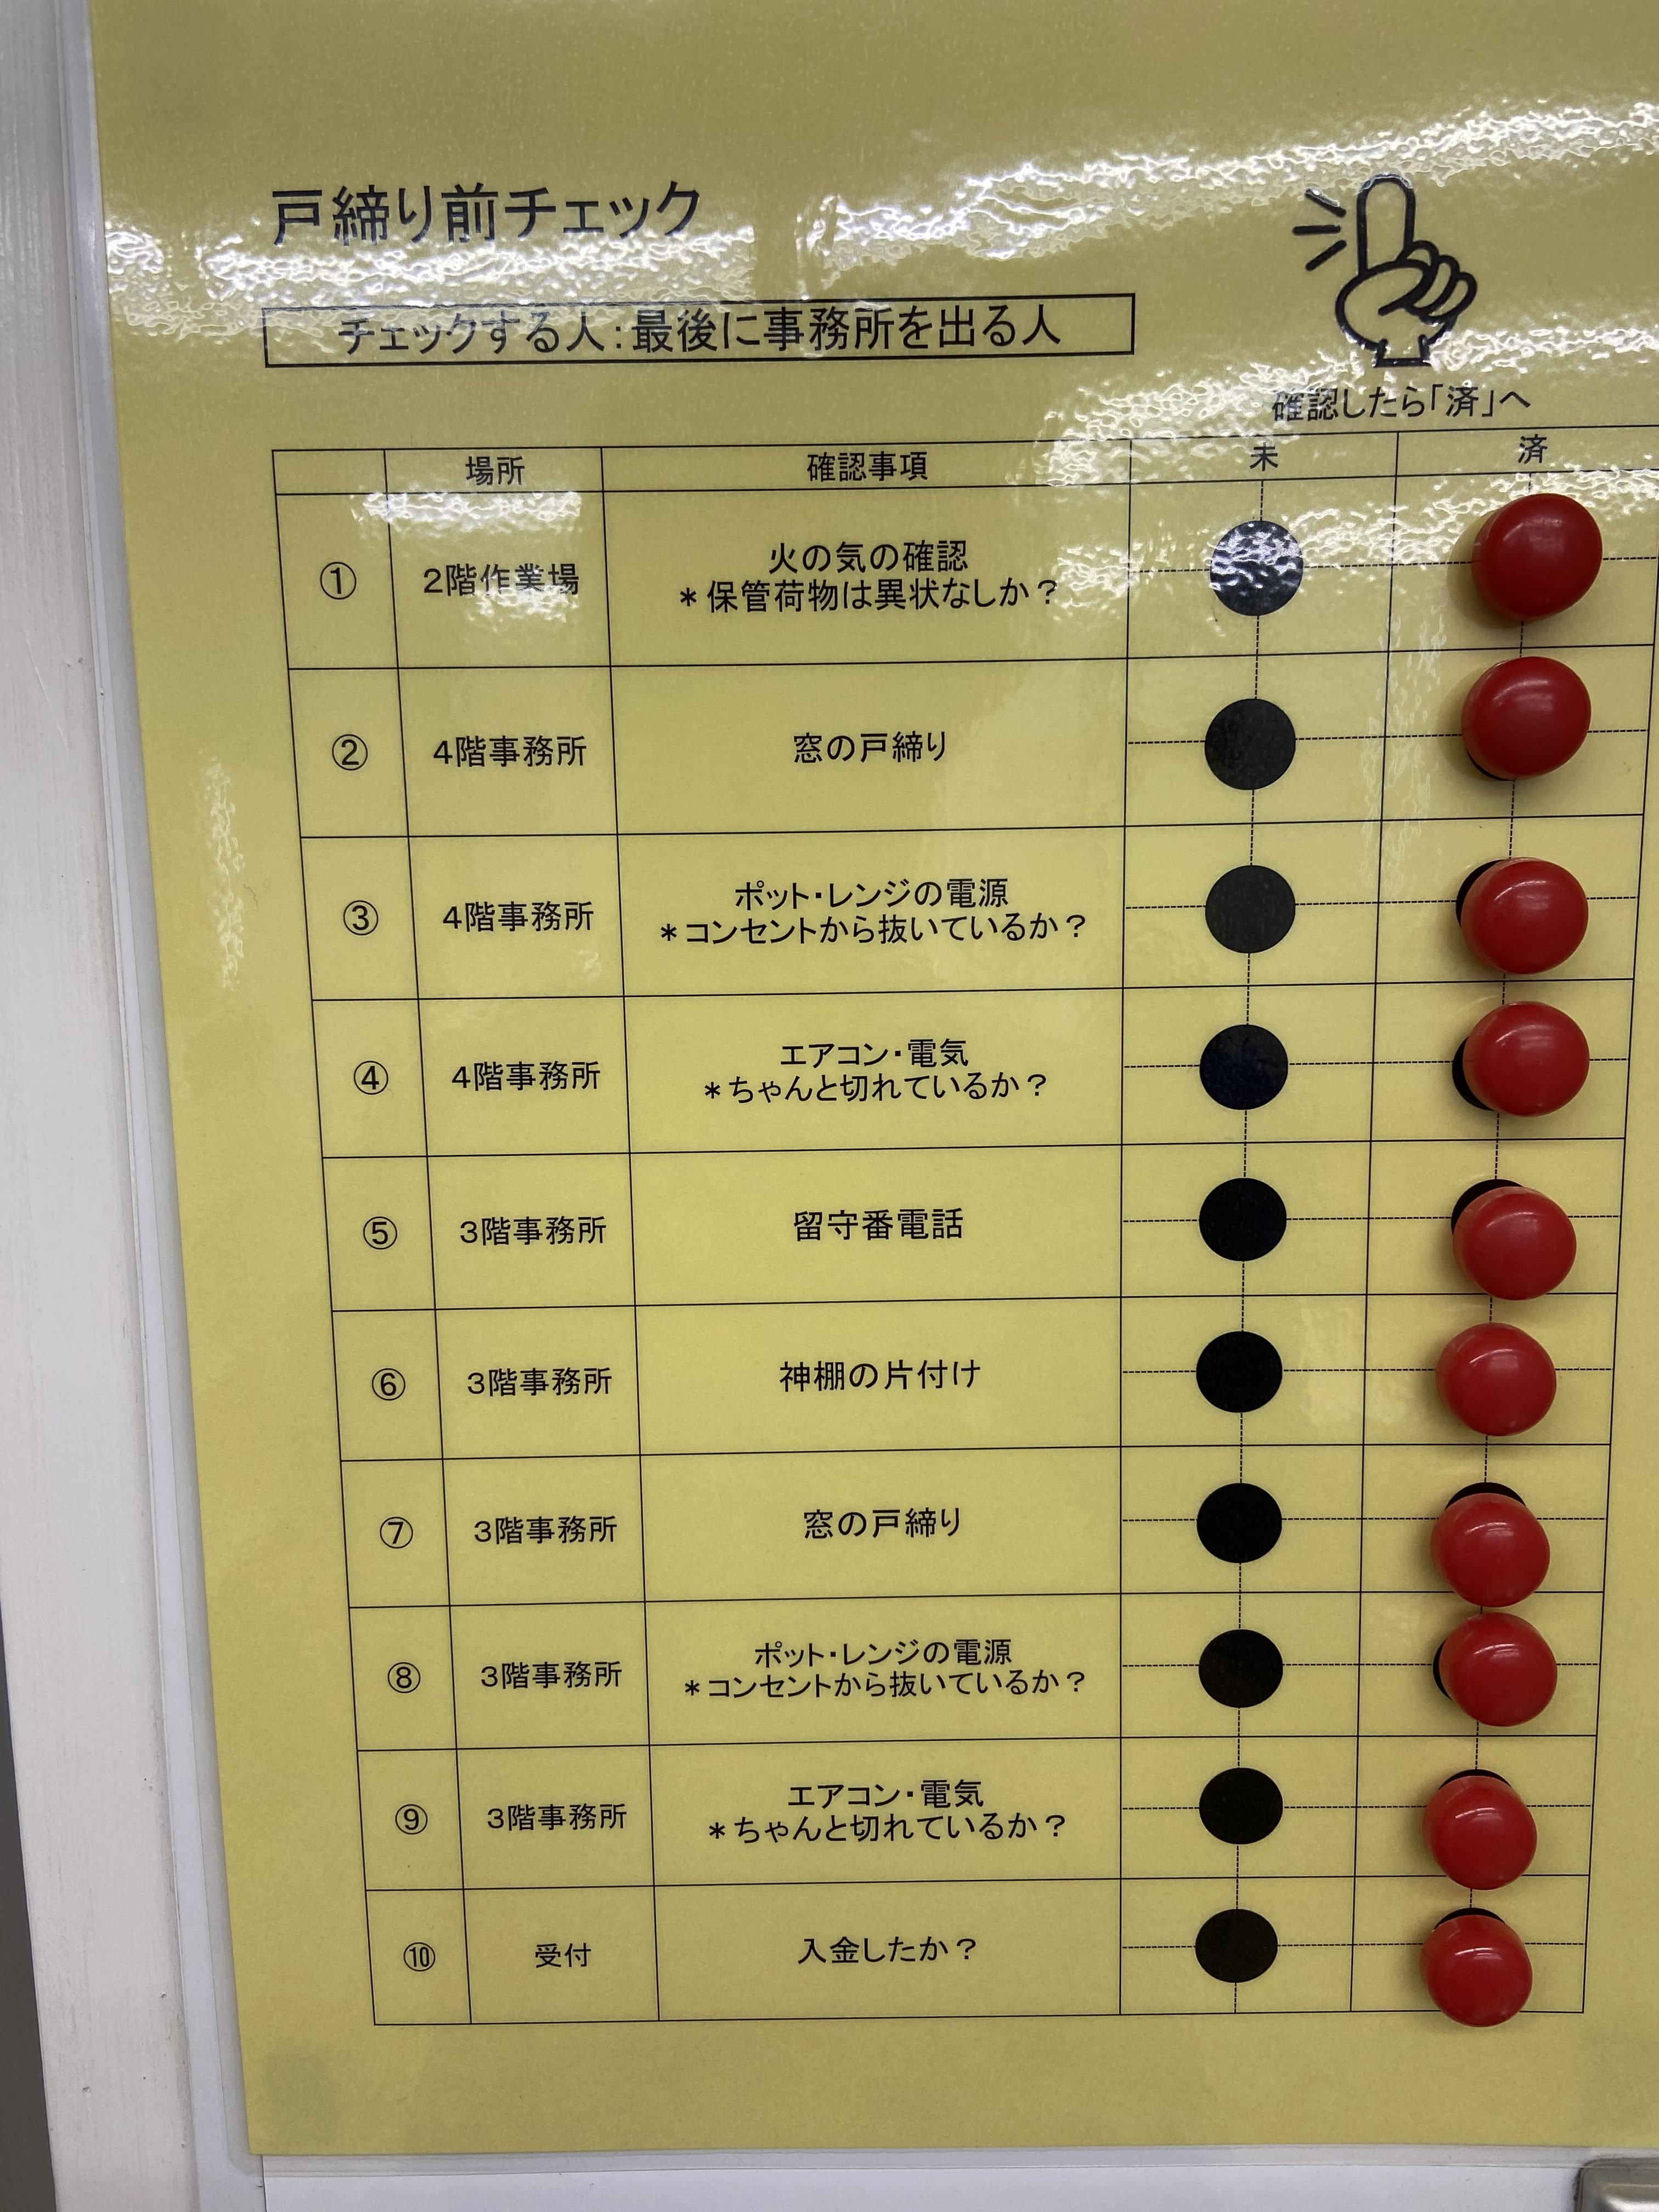 戸締り前チェック
チェックする人:最後に事務所を出る人
確認したら「済」へ
場所 確認事項 未 済
① 2階作業場 火の気の確認
*保管荷物は異状なしか?
② 4階事務所 窓の戸締り
③ 4階事務所 ポット・レンジの電源
*コンセントから抜いているか?
④ 4階事務所 エアコン・電気
*ちゃんと切れているか?
⑤ 3階事務所 留守番電話
⑥ 3階事務所 神棚の片付け
⑦ 3階事務所 窓の戸締り
⑧ 3階事務所 ポット・レンジの電源
*コンセントから抜いているか?
⑨ 3階事務所 エアコン・電気
*ちゃんと切れているか?
⑩ 受付 入金したか?